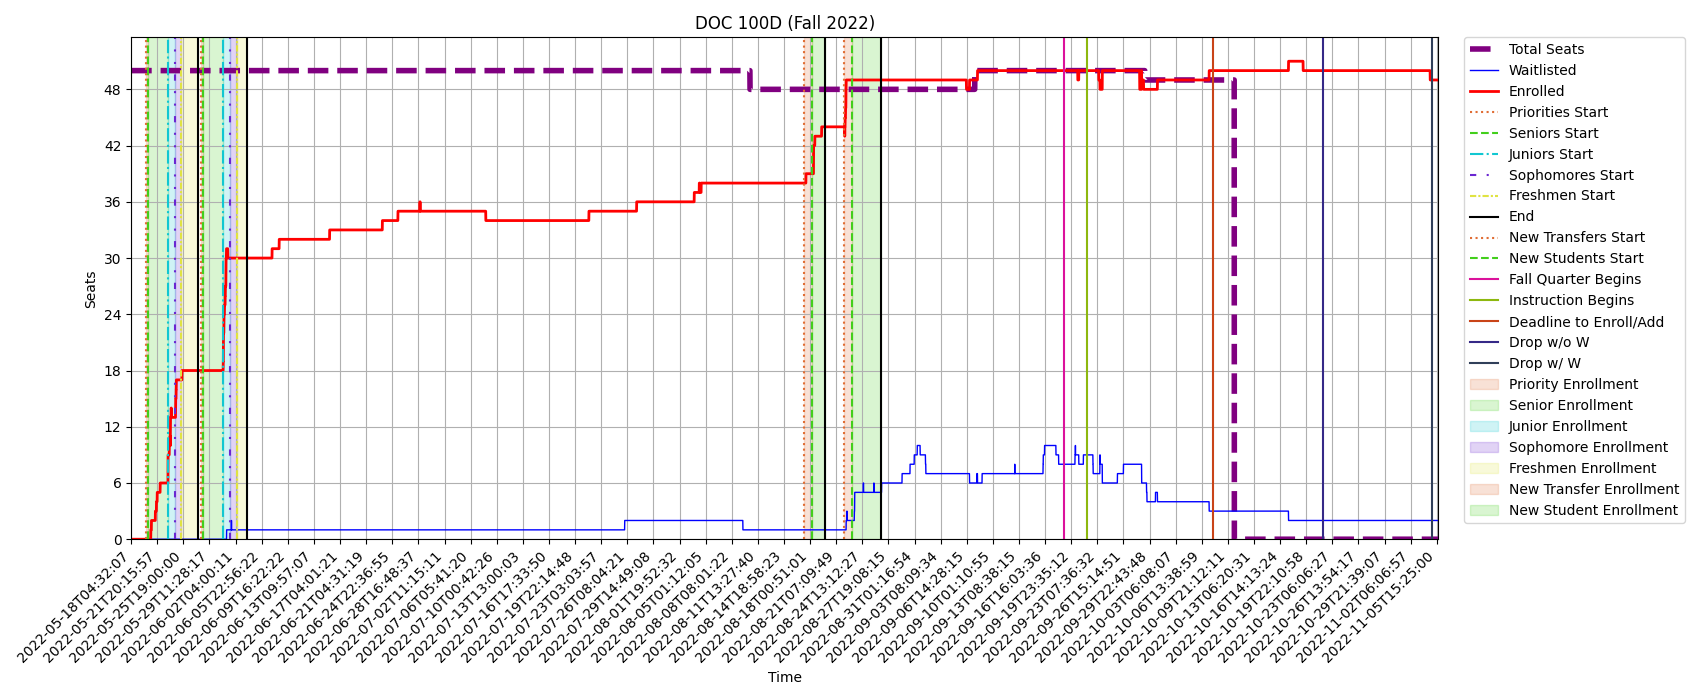 DOC 100D (Fall 2022)
Seats
48
42
36
30
24
18
12
6
0
2022-05-18T04:32:07
2022-05-21T20:15:57
2022-05-25T19:00:00
2022-05-29T11:28:17
2022-06-02T04:00:11
2022-06-05T22:56:22
2022-06-09T16:22:22
2022-06-13T09:57:07
2022-06-17T04:01:21
2022-06-21T04:31:19
2022-06-24T22:36:55
2022-06-28T16:48:37
2022-07-02T11:15:11
2022-07-06T05:41:20
2022-07-10T00:42:26
2022-07-13T13:00:03
2022-07-16T17:33:50
2022-07-19T22:14:48
2022-07-23T03:03:57
2022-07-26T08:04:21
2022-07-29T14:49:08
2022-08-01T19:52:32
2022-08-05T01:12:05
2022-08-08T08:01:22
2022-08-11T13:27:40
2022-08-14T18:58:23
2022-08-18T00:51:01
2022-08-21T07:09:49
2022-08-24T13:12:27
2022-08-27T19:08:15
2022-08-31T01:16:54
2022-09-03T08:09:34
2022-09-06T14:28:15
2022-09-10T01:10:55
2022-09-13T08:38:15
2022-09-16T16:03:36
2022-09-19T23:35:12
2022-09-23T07:36:32
2022-09-26T15:14:51
2022-09-29T22:43:48
2022-10-03T06:08:07
2022-10-06T13:38:59
2022-10-09T21:12:11
2022-10-13T06:20:31
2022-10-16T14:13:24
2022-10-19T22:10:58
2022-10-23T06:06:27
2022-10-26T13:54:17
2022-10-29T21:39:07
2022-11-02T06:06:57
2022-11-05T15:25:00
Time
Total Seats
Waitlisted
Enrolled
Priorities Start
Seniors Start
Juniors Start
Sophomores Start
Freshmen Start
End
New Transfers Start
New Students Start
Fall Quarter Begins
Instruction Begins
Deadline to Enroll/Add
Drop w/o W
Drop w/ W
Priority Enrollment
Senior Enrollment
Junior Enrollment
Sophomore Enrollment
Freshmen Enrollment
New Transfer Enrollment
New Student Enrollment